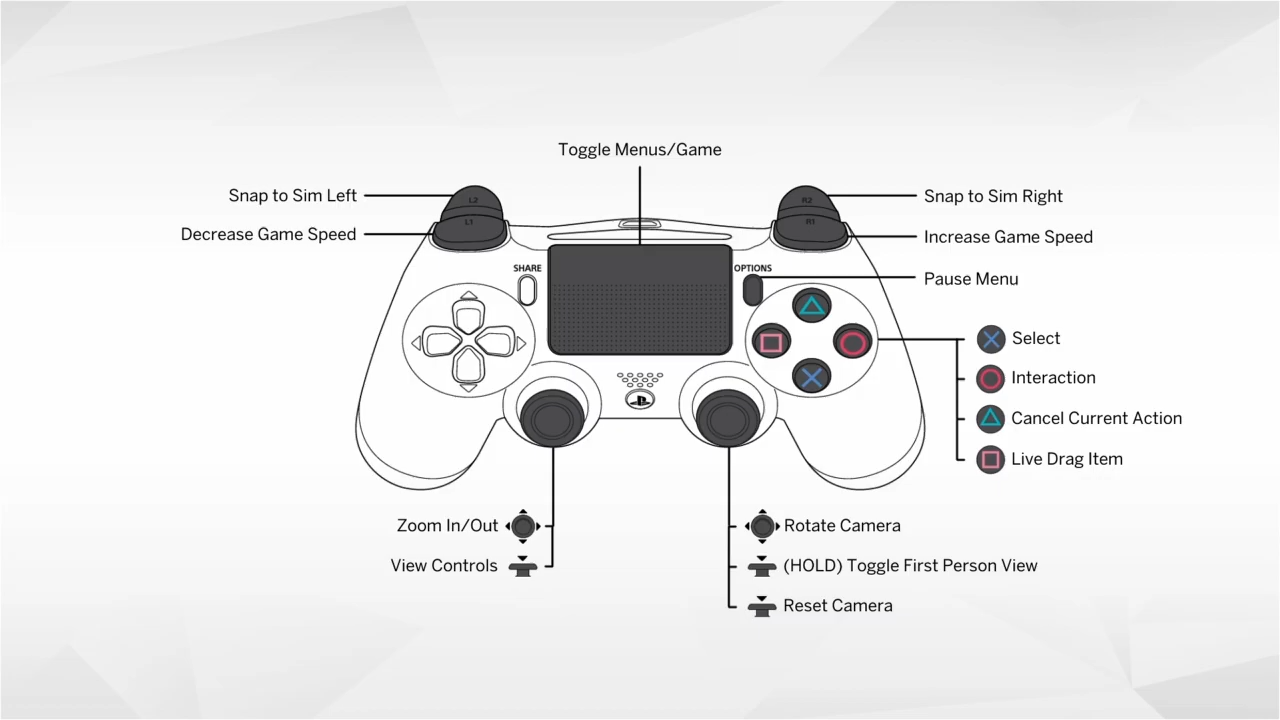 Toggle Menus/Game
Snap to Sim Left
L2
R2
Snap to Sim Right
Decrease Game Speed
L1
R1
Increase Game Speed
SHARE
OPTIONS
Pause Menu
Select
Interaction
Cancel Current Action
Live Drag Item
Zoom In/Out
Rotate Camera
View Controls
(HOLD) Toggle First Person View
Reset Camera